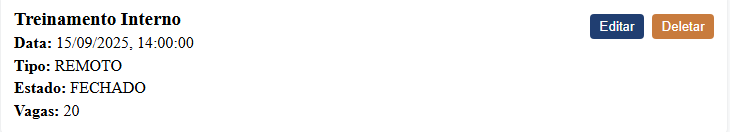 Treinamento Interno
Editar
Deletar
Data: 15/09/2025, 14:00:00
Tipo: REMOTO
Estado: FECHADO
Vagas: 20